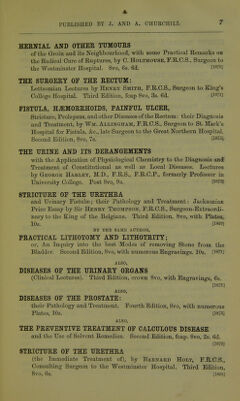 PUBLISHED BY J. AND A. CHURCHILL 7
HERNIAL AND OTHER TUMOURS
of the Groin and its Neighbourhood, with some Practical Remarks on
the Radical Cure of Ruptures, by C. HOLTHOUSE, F.R.C.S., Surgeon to
the Westminster Hospital. 8vo, 6s. 6d.
THE SURGERY OF THE RECTUM:
Lettsomian Lectures by HENRY SMITH, F.R.C.S., Surgeon to King's
College Hospital. Third Edition, fcap 8vo, 3s. 6d.
FISTULA, HÆMORRHOIDS, PAINFUL ULCER,
Stricture, Prolapsus, and other Diseases of the Rectum: their Diagnosis
and Treatment, by WM. ALLINGHAM, F.R.C.S., Surgeon to St. Mark's
Hospital for Fistula, &c., late Surgeon to the Great Northern Hospital,
Second Edition, 8vo, 7s.
THE URINE AND ITS DERANGEMENTS
with the Application of Physiological Chemistry to the Diagnosis and
Treatment of Constitutional as well as Local Diseases. Lectures
by GEORGE HARLEY, M.D., F.R.S., F.R.C.P., formerly Professor in
University College. Post 8vo, 9s.
STRICTURE OF THE URETHRA
and Urinary Fistulæ; their Pathology and Treatment: Jacksonian
Prize Essay by Sir HENRY THOMPSON, F.R.C.S., Surgeon-Extraordi-
nary to the King of the Belgians. Third Edition, 8vo, with Plates,
10s.
BY THE SAME AUTHOR,
PRACTICAL LITHOTOMY AND LITHOTRITY;
or, An Inquiry into the best Modes of removing Stone from the
Bladder. Second Edition, 8vo, with numerous Engravings, 10s.
ALSO,
DISEASES OF THE URINARY ORGANS
(Clinical Lectures). Third Edition, crown 8vo, with Engravings, 6s.
ALSO,
DISEASES OF THE PROSTATE:
their Pathology and Treatment. Fourth Edition, 8vo, with numerous
Plates, 10s.
ALSO,
THE PREVENTIVE TREATMENT OF CALCULOUS DISEASE
and the Use of Solvent Remedies. Second Edition, fcap. 8vo, 2s. 6d.
STRICTURE OF THE URETHRA
(the Immediate Treatment of), by BARNARD HOLT, F.R.C.S.,
Consulting Surgeon to the Westminster Hospital. Third Edition,
8vo, 6s.